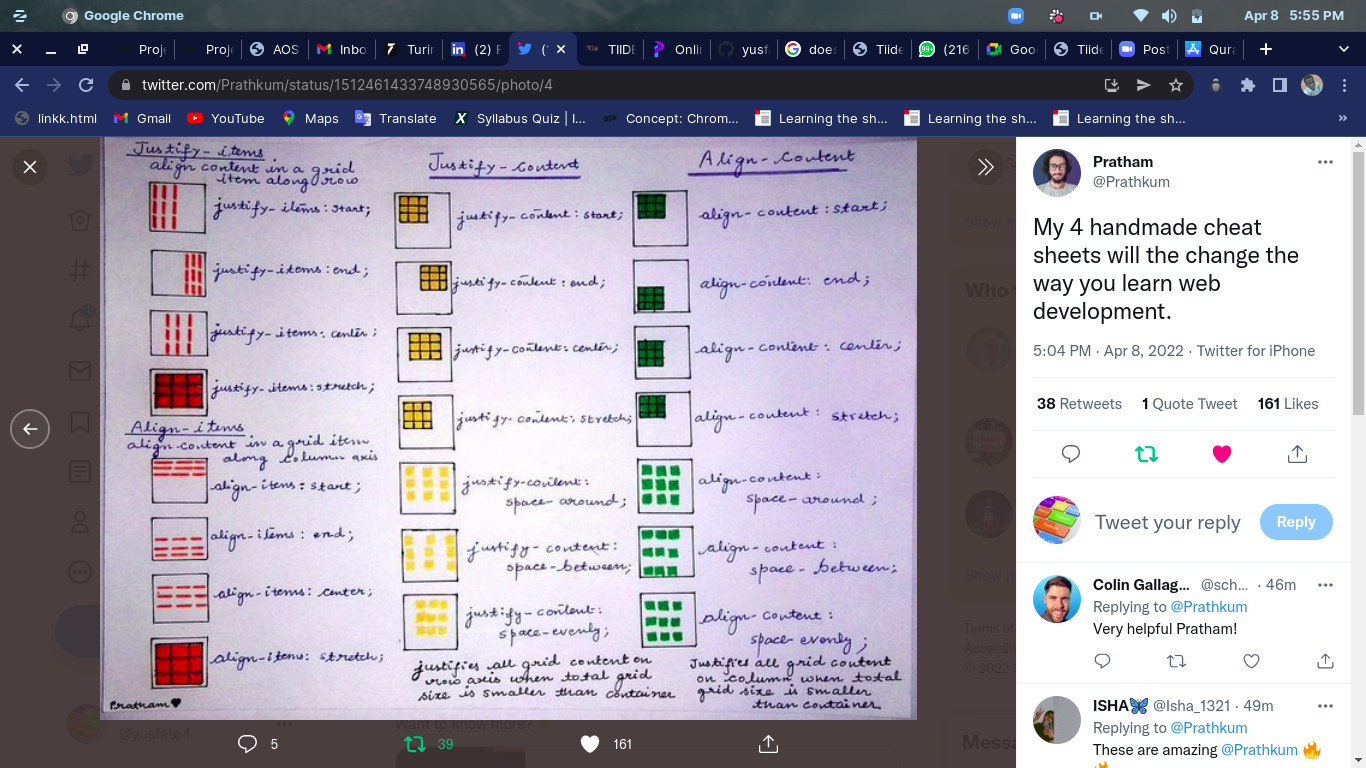 Google Chrome
Apr 8 5:55 PM
Proje
Proje
AOS
Inbo
Turin
(2) F
(1
TIIDE
Onlin
yusf
does
Tiide
(216
Goo
Tiide
Post
Qura
twitter.com/Prathkum/status/1512461433748930565/photo/4
linkk.html
Gmail
YouTube
Maps
Translate
Syllabus Quiz | I...
Concept: Chrom...
Learning the sh...
Learning the sh...
Learning the sh...
Justify-items
align content in a grid
item along row
justify-items: start;
justify-items: end;
justify-items: center;
justify-items: stretch;
Align-items
align content in a grid item
along column axis
align-items: start;
align-items: end;
align-items: center;
align-items: stretch;
Pratham
Justify-Content
justify-content: start;
justify-content: end;
justify-content: center;
justify-content: stretch;
justify-content:
space-around;
justify-content:
space-between;
justify-content:
space-evenly;
justifies all grid content on
row axis when total grid
size is smaller than container
Align-Content
align-content: start;
align-content: end;
align-content: center;
align-content: stretch;
align-content:
space-around;
align-content:
space-between;
align-content:
space-evenly;
Justifies all grid content
on column when total
grid size is smaller
than container
5
39
161
Want to know more?
@yusfate4
Pratham
@Prathkum
My 4 handmade cheat
sheets will the change the
way you learn web
development.
5:04 PM · Apr 8, 2022 · Twitter for iPhone
38 Retweets 1 Quote Tweet 161 Likes
Tweet your reply
Reply
Colin Gallag... @sch... · 46m
Replying to @Prathkum
Very helpful Pratham!
ISHA🦋 @Isha_1321 · 49m
Replying to @Prathkum
These are amazing @Prathkum 🔥